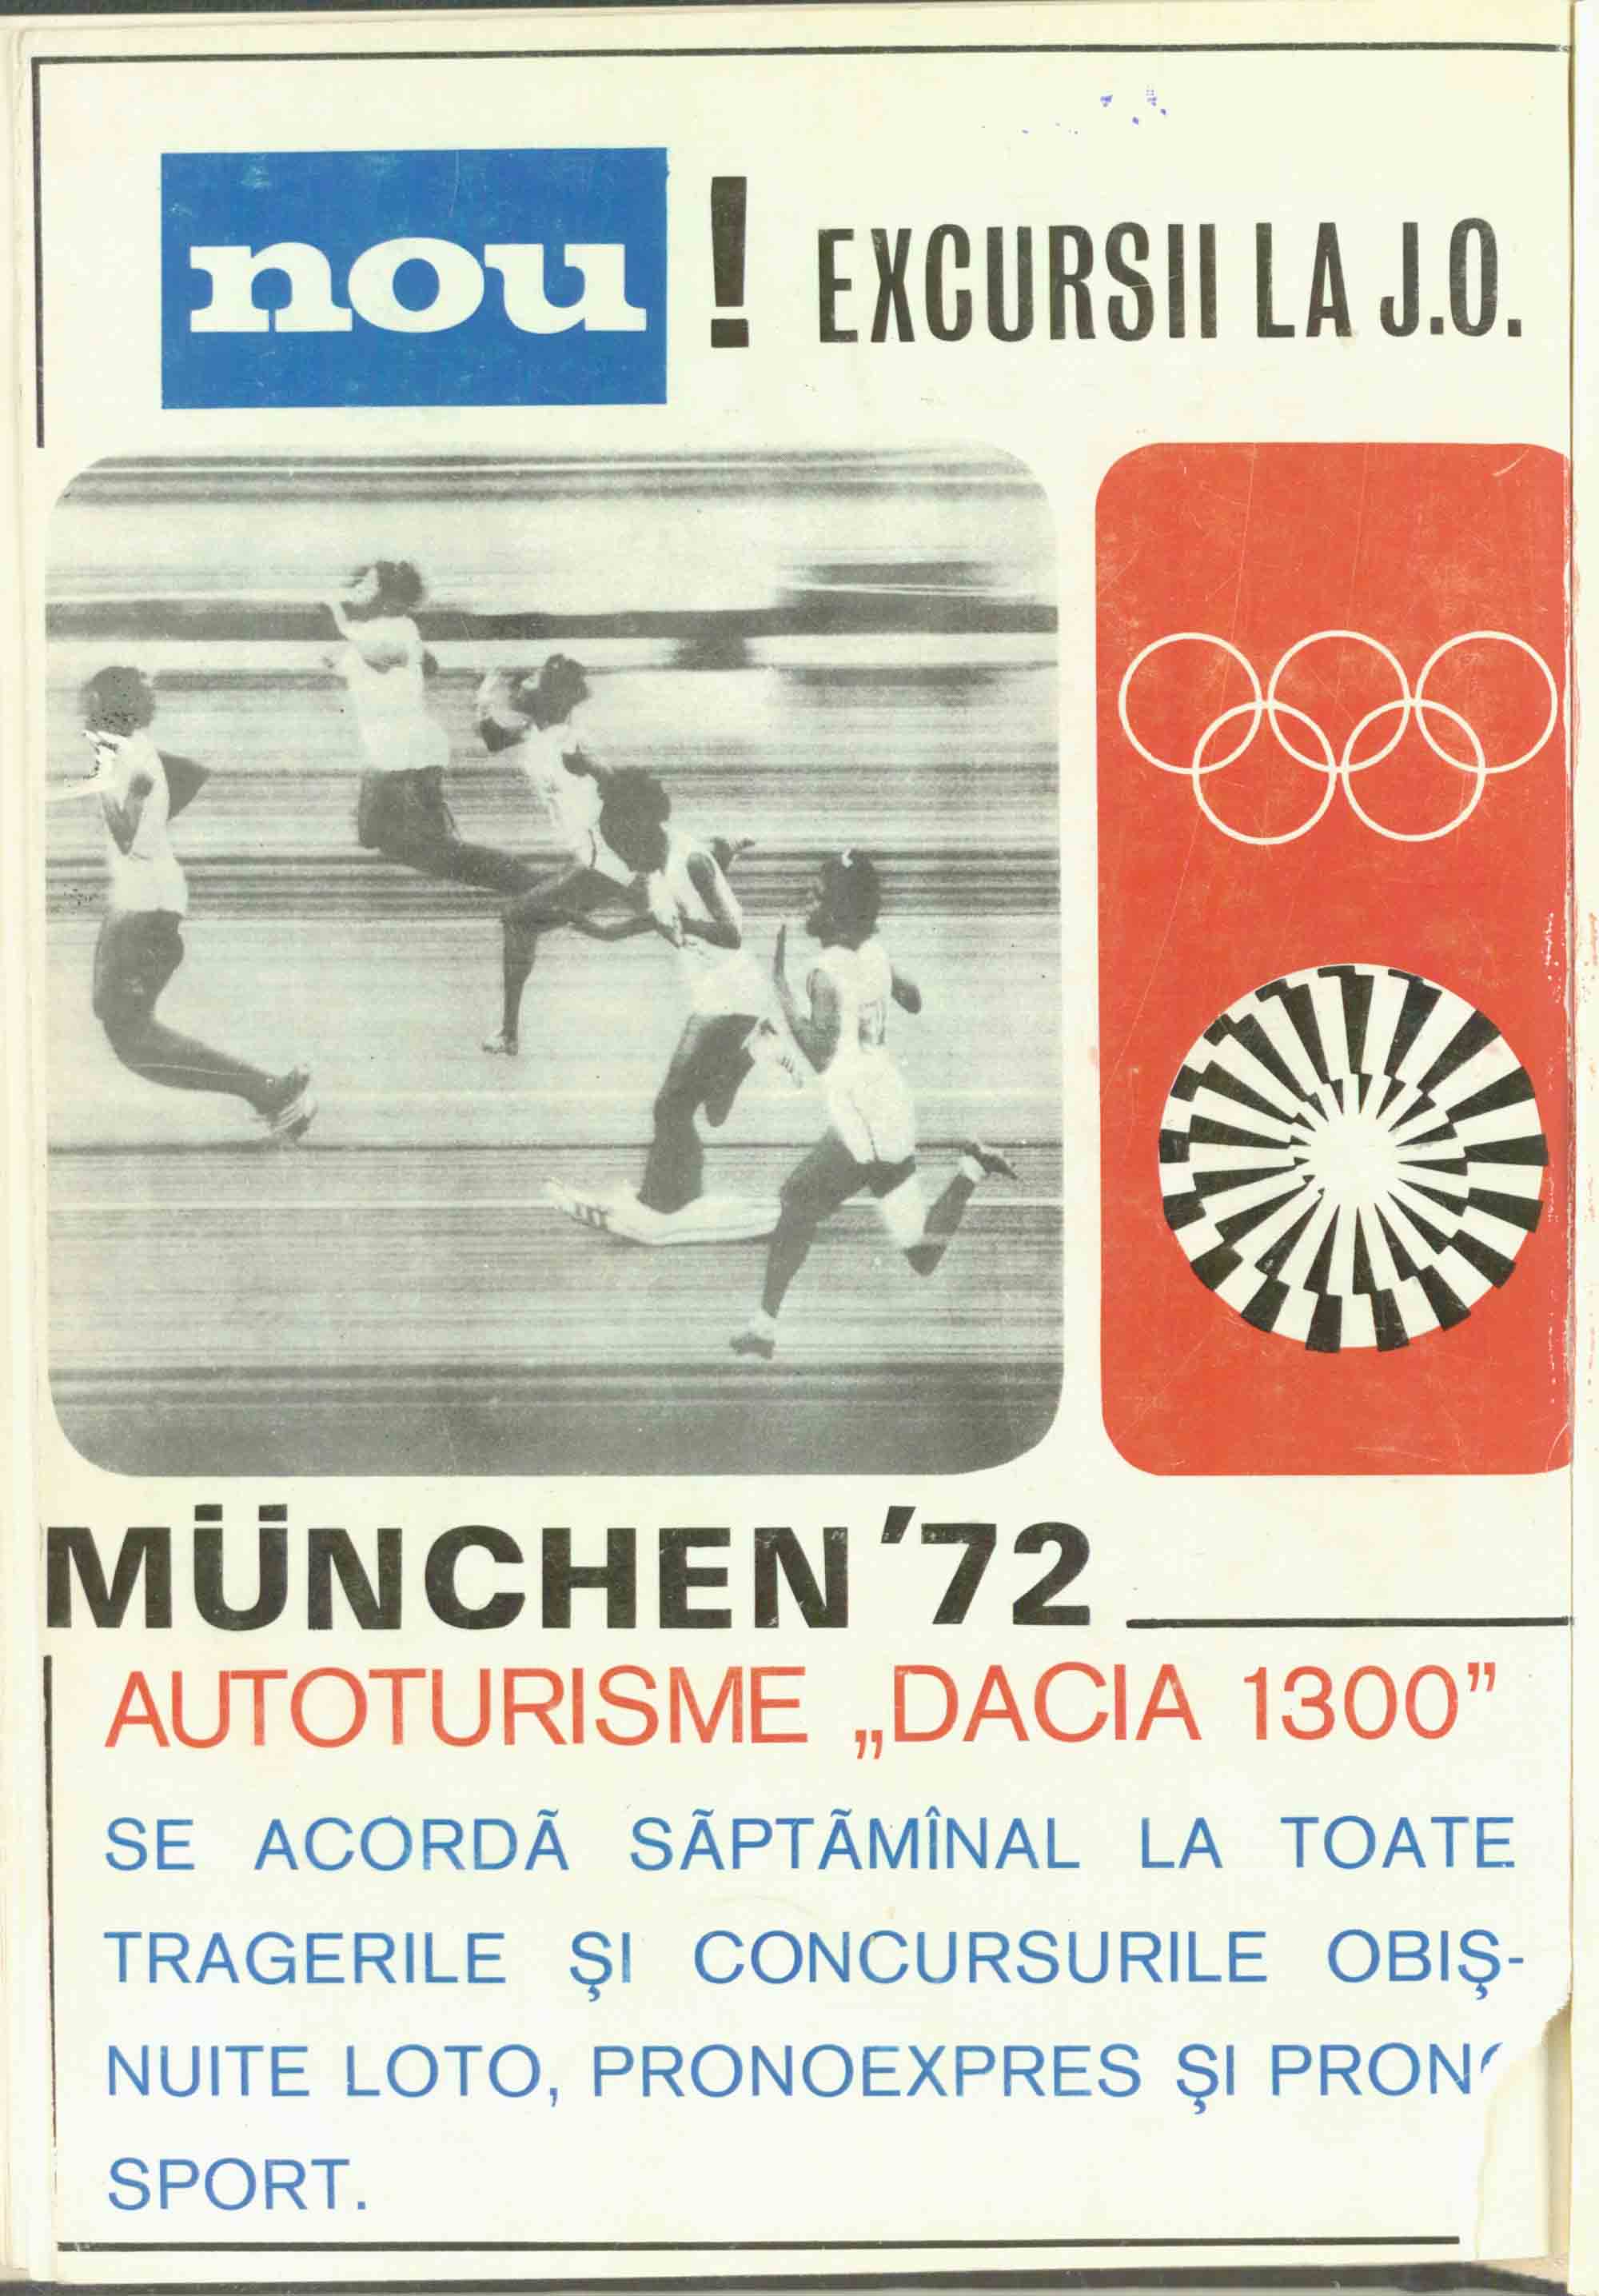 nou ! EXCURSII LA J.O.
MÜNCHEN '72
AUTOTURISME „DACIA 1300”
SE ACORDÃ SÃPTÃMÎNAL LA TOATE
TRAGERILE ŞI CONCURSURILE OBIŞ-
NUITE LOTO, PRONOEXPRES ŞI PRON
SPORT.